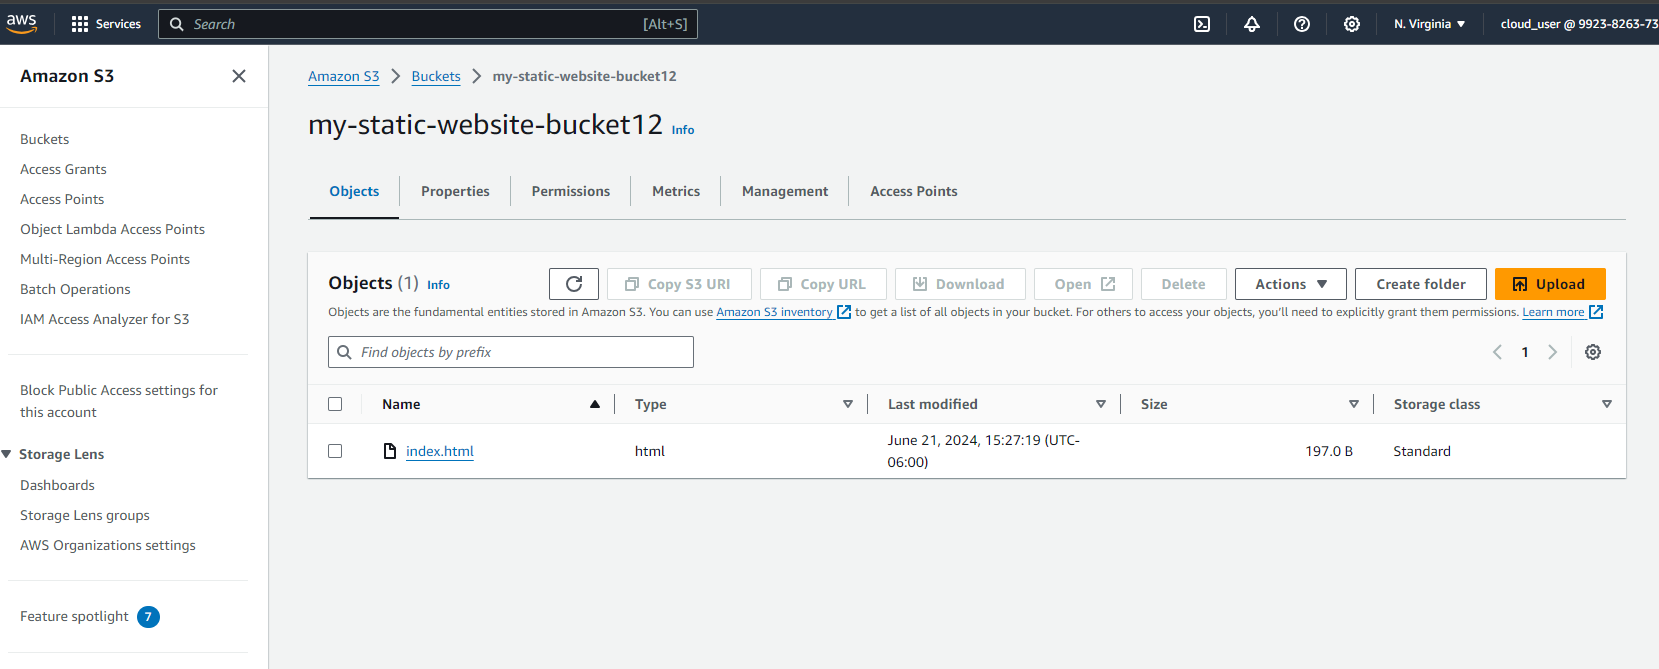 aws
Services
Search [Alt+S]
N. Virginia
cloud_user @ 9923-8263-73
Amazon S3
Buckets
Access Grants
Access Points
Object Lambda Access Points
Multi-Region Access Points
Batch Operations
IAM Access Analyzer for S3
Block Public Access settings for
this account
Storage Lens
Dashboards
Storage Lens groups
AWS Organizations settings
Feature spotlight 7
Amazon S3 > Buckets > my-static-website-bucket12
my-static-website-bucket12 Info
Objects Properties Permissions Metrics Management Access Points
Objects (1) Info
Copy S3 URI Copy URL Download Open Delete Actions Create folder Upload
Objects are the fundamental entities stored in Amazon S3. You can use Amazon S3 inventory to get a list of all objects in your bucket. For others to access your objects, you'll need to explicitly grant them permissions. Learn more
Find objects by prefix
1
Name Type Last modified Size Storage class
index.html html June 21, 2024, 15:27:19 (UTC-
06:00) 197.0 B Standard